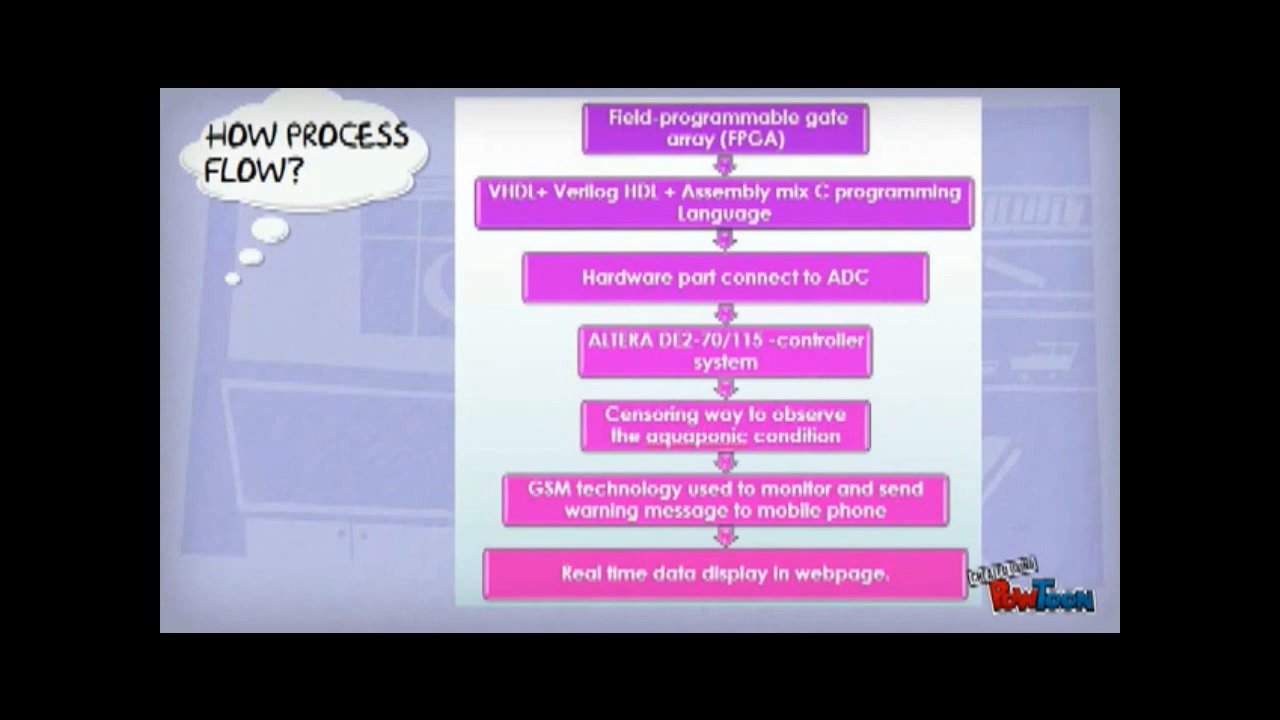 HOW PROCESS
FLOW?
Field-programmable gate
array (FPGA)
VHDL+ Verilog HDL + Assembly mix C programming
Language
Hardware part connect to ADC
ALTERA DE2-70/115 -controller
system
Censoring way to observe
the aquaponic condition
GSM technology used to monitor and send
warning message to mobile phone
Real time data display in webpage.
CREATED USING
POWTOON